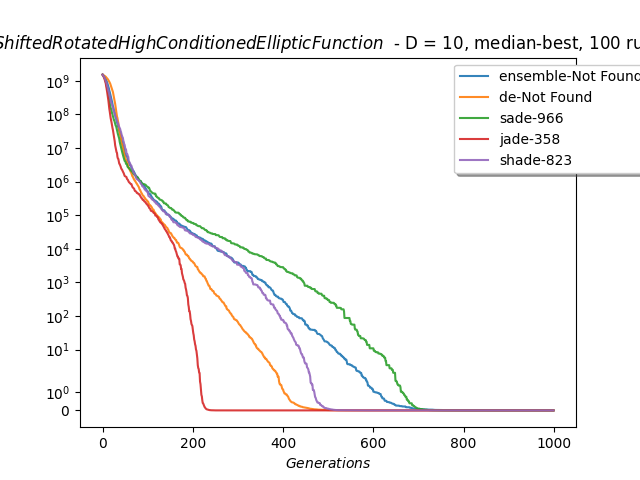 ShiftedRotatedHighConditionedEllipticFunction - D = 10, median-best, 100 ru
10⁹
10⁸
10⁷
10⁶
10⁵
10⁴
10³
10²
10¹
10⁰
0
ensemble-Not Found
de-Not Found
sade-966
jade-358
shade-823
0 200 400 600 800 1000
Generations